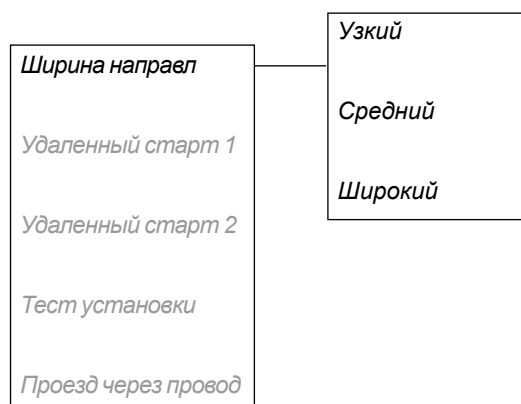 Ширина направл
Удаленный старт 1
Удаленный старт 2
Тест установки
Проезд через провод
Узкий
Средний
Широкий